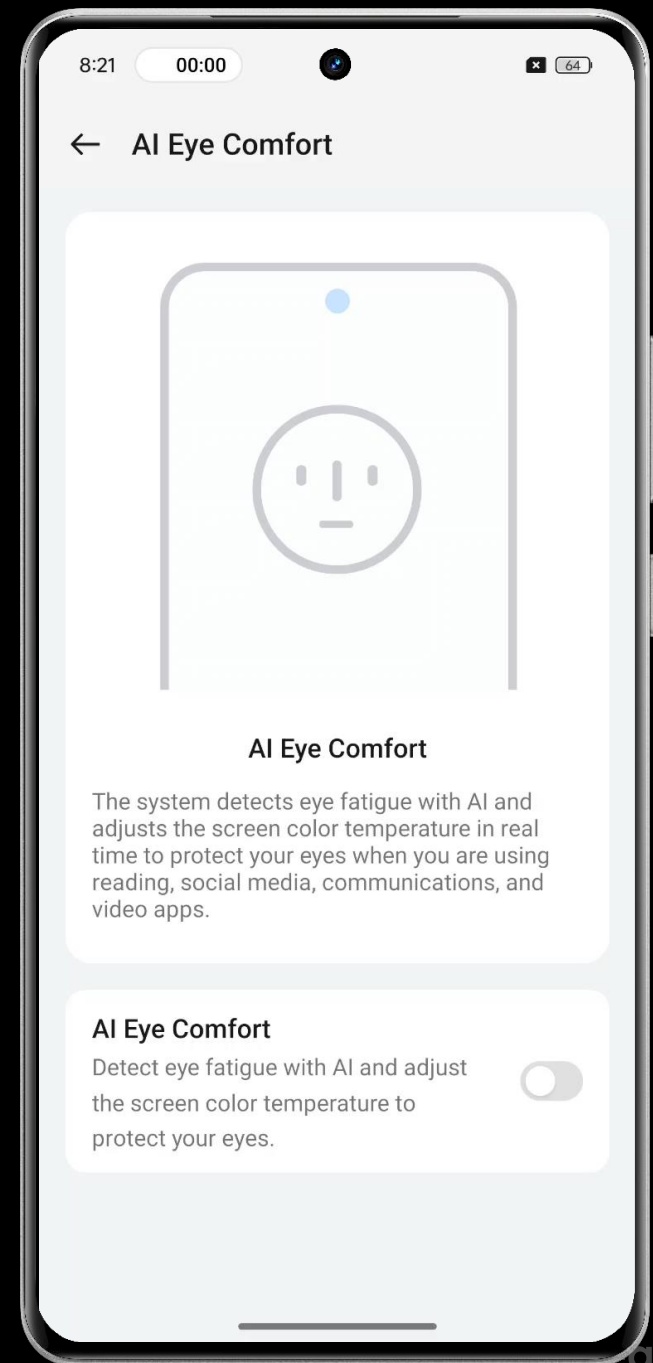 8:21 00:00 64
AI Eye Comfort
AI Eye Comfort
The system detects eye fatigue with AI and
adjusts the screen color temperature in real
time to protect your eyes when you are using
reading, social media, communications, and
video apps.
AI Eye Comfort
Detect eye fatigue with AI and adjust
the screen color temperature to
protect your eyes.